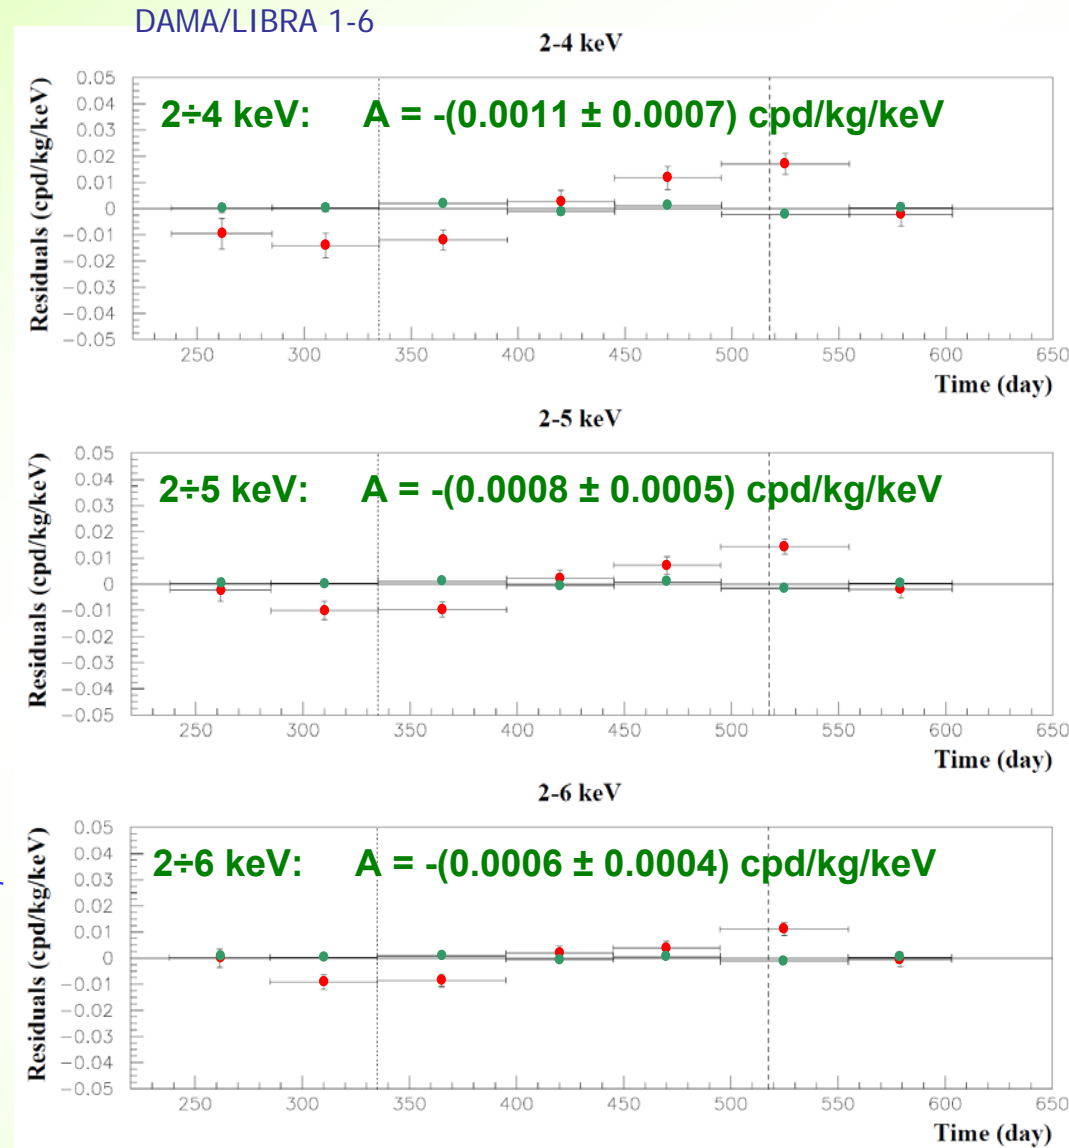 DAMA/LIBRA 1-6
2-4 keV
Residuals (cpd/kg/keV)
0.05
0.04
0.03
0.02
0.01
0
−0.01
−0.02
−0.03
−0.04
−0.05
2÷4 keV: A = -(0.0011 ± 0.0007) cpd/kg/keV
250 300 350 400 450 500 550 600 650
Time (day)
2-5 keV
Residuals (cpd/kg/keV)
0.05
0.04
0.03
0.02
0.01
0
−0.01
−0.02
−0.03
−0.04
−0.05
2÷5 keV: A = -(0.0008 ± 0.0005) cpd/kg/keV
250 300 350 400 450 500 550 600 650
Time (day)
2-6 keV
Residuals (cpd/kg/keV)
0.05
0.04
0.03
0.02
0.01
0
−0.01
−0.02
−0.03
−0.04
−0.05
2÷6 keV: A = -(0.0006 ± 0.0004) cpd/kg/keV
250 300 350 400 450 500 550 600 650
Time (day)